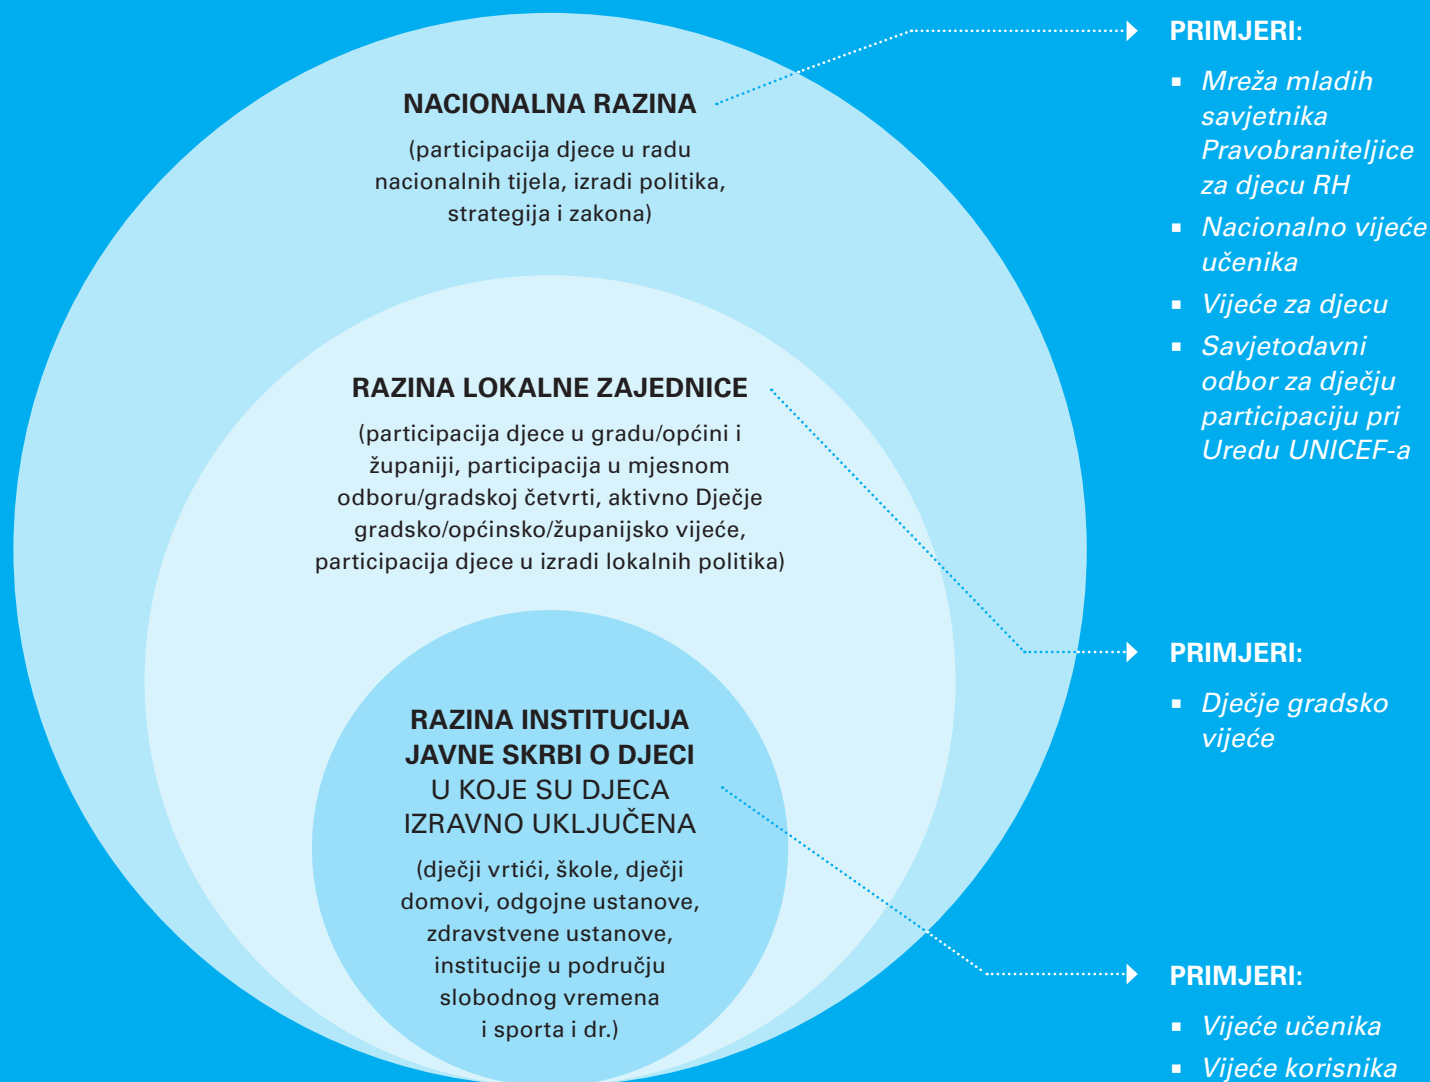 NACIONALNA RAZINA
(participacija djece u radu
nacionalnih tijela, izradi politika,
strategija i zakona)
PRIMJERI:
▪ Mreža mladih
savjetnika
Pravobraniteljice
za djecu RH
▪ Nacionalno vijeće
učenika
▪ Vijeće za djecu
▪ Savjetodavni
odbor za dječju
participaciju pri
Uredu UNICEF-a
RAZINA LOKALNE ZAJEDNICE
(participacija djece u gradu/općini i
županiji, participacija u mjesnom
odboru/gradskoj četvrti, aktivno Dječje
gradsko/općinsko/županijsko vijeće,
participacija djece u izradi lokalnih politika)
PRIMJERI:
▪ Dječje gradsko
vijeće
RAZINA INSTITUCIJA
JAVNE SKRBI O DJECI
U KOJE SU DJECA
IZRAVNO UKLJUČENA
(dječji vrtići, škole, dječji
domovi, odgojne ustanove,
zdravstvene ustanove,
institucije u području
slobodnog vremena
i sporta i dr.)
PRIMJERI:
▪ Vijeće učenika
▪ Vijeće korisnika